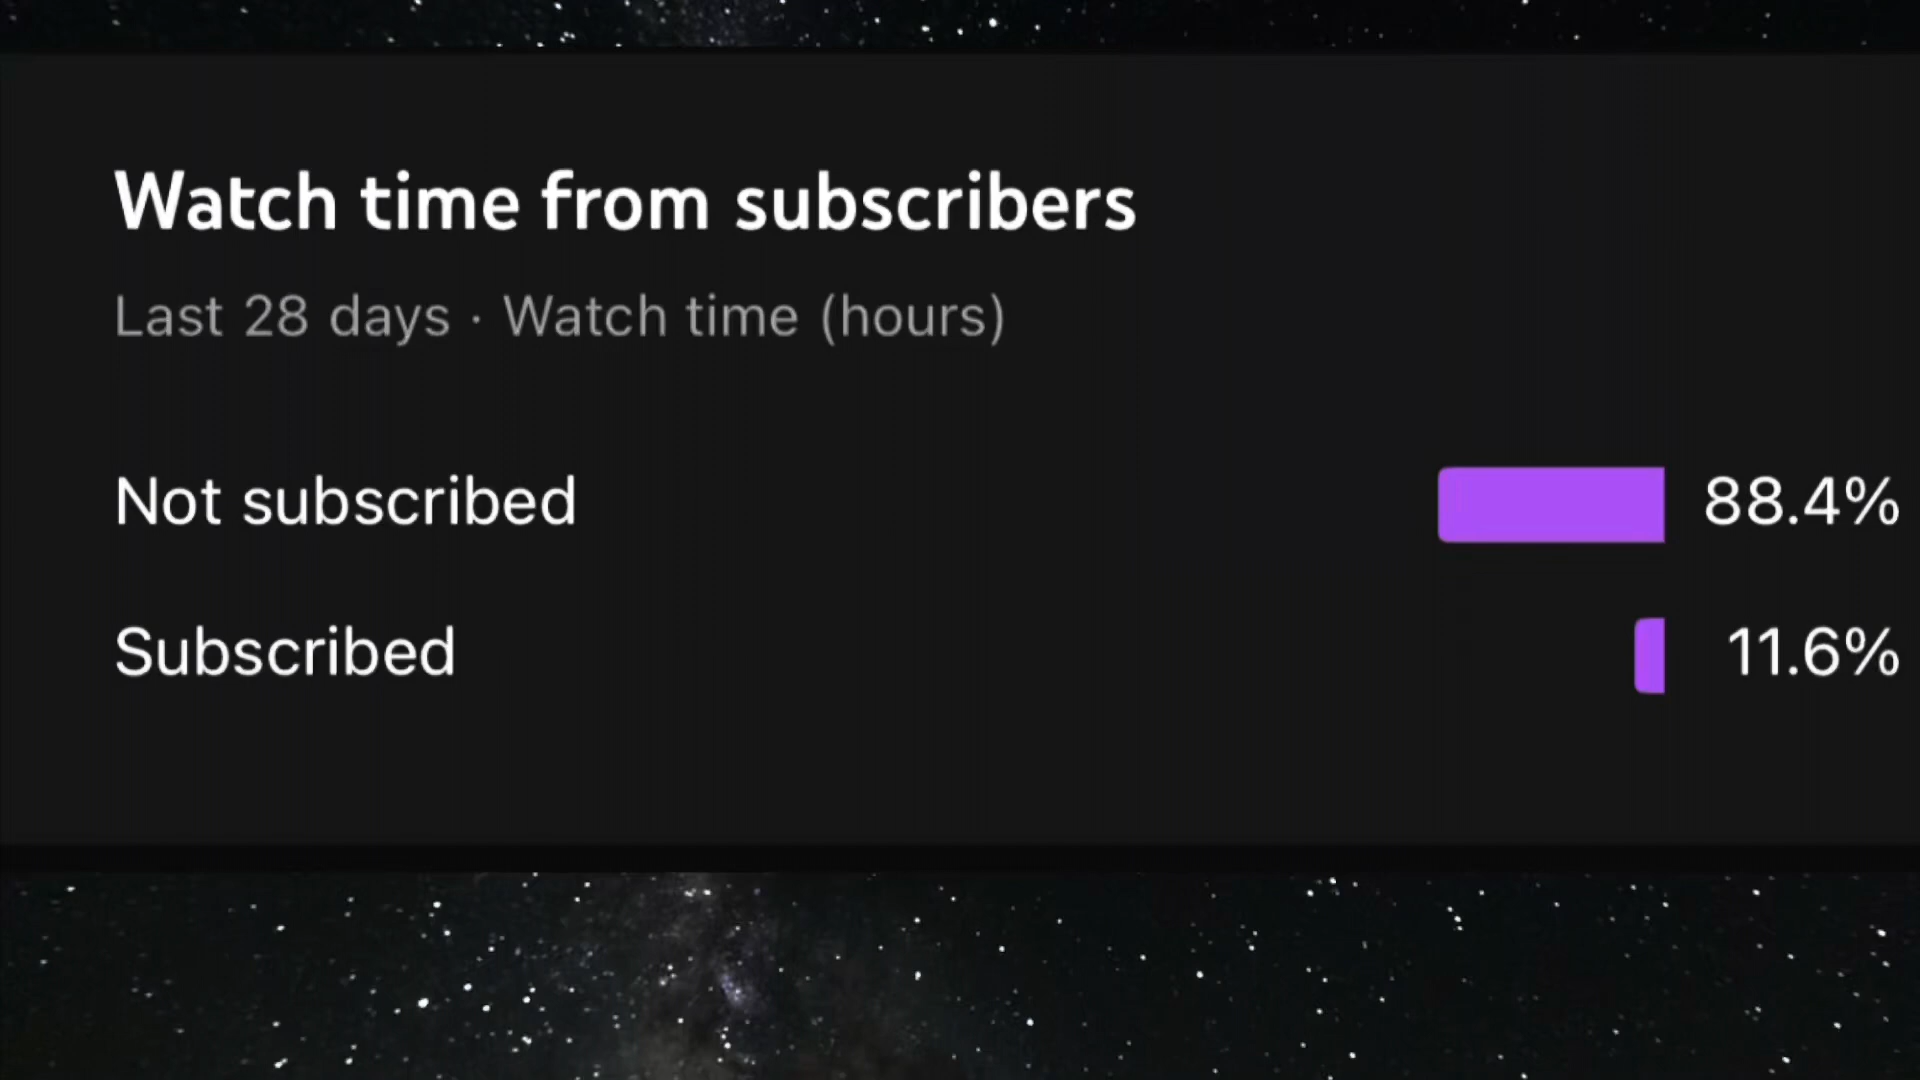 Watch time from subscribers
Last 28 days · Watch time (hours)
Not subscribed 88.4%
Subscribed 11.6%